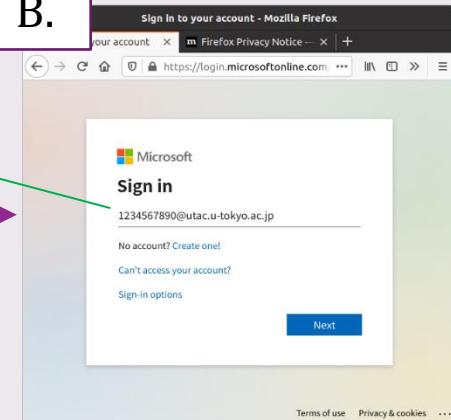 B.
Sign in to your account - Mozilla Firefox
your account × m Firefox Privacy Notice — × +
https://login.microsoftonline.com ···
Microsoft
Sign in
1234567890@utac.u-tokyo.ac.jp
No account? Create one!
Can't access your account?
Sign-in options
Next
Terms of use Privacy & cookies ···